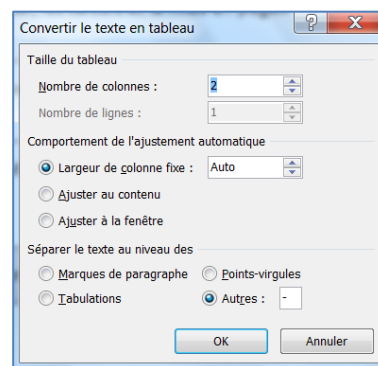 Convertir le texte en tableau
Taille du tableau
Nombre de colonnes : 2
Nombre de lignes : 1
Comportement de l'ajustement automatique
Largeur de colonne fixe : Auto
Ajuster au contenu
Ajuster à la fenêtre
Séparer le texte au niveau des
Marques de paragraphe Points-virgules
Tabulations Autres : -
OK Annuler